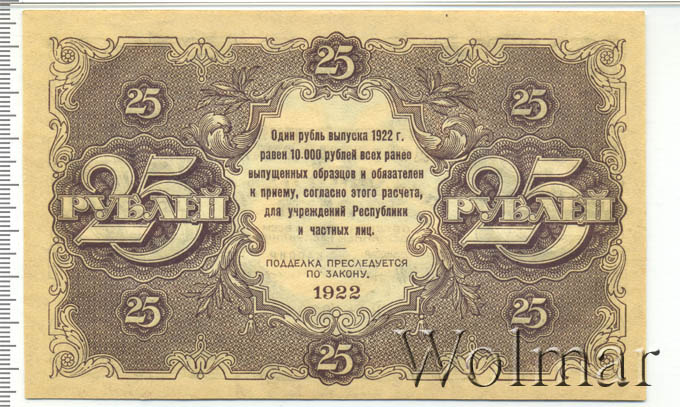 25
25
25
25 РУБЛЕЙ
Один рубль выпуска 1922 г.
равен 10.000 рублей всех ранее
выпущенных образцов и обязателен
к приему, согласно этого расчета,
для учреждений Республики
и частных лиц.
ПОДДЕЛКА ПРЕСЛЕДУЕТСЯ
ПО ЗАКОНУ.
1922
25 РУБЛЕЙ
25
25
25
Wolmar